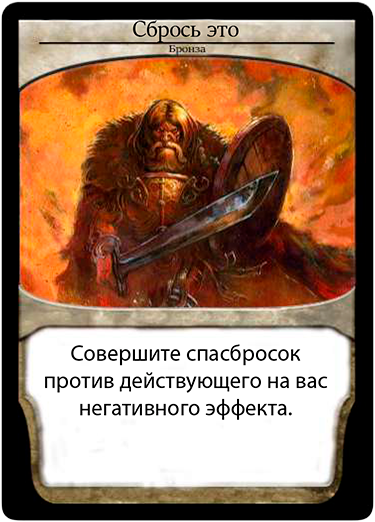 Сбрось это
Бронза
Совершите спасбросок
против действующего на вас
негативного эффекта.